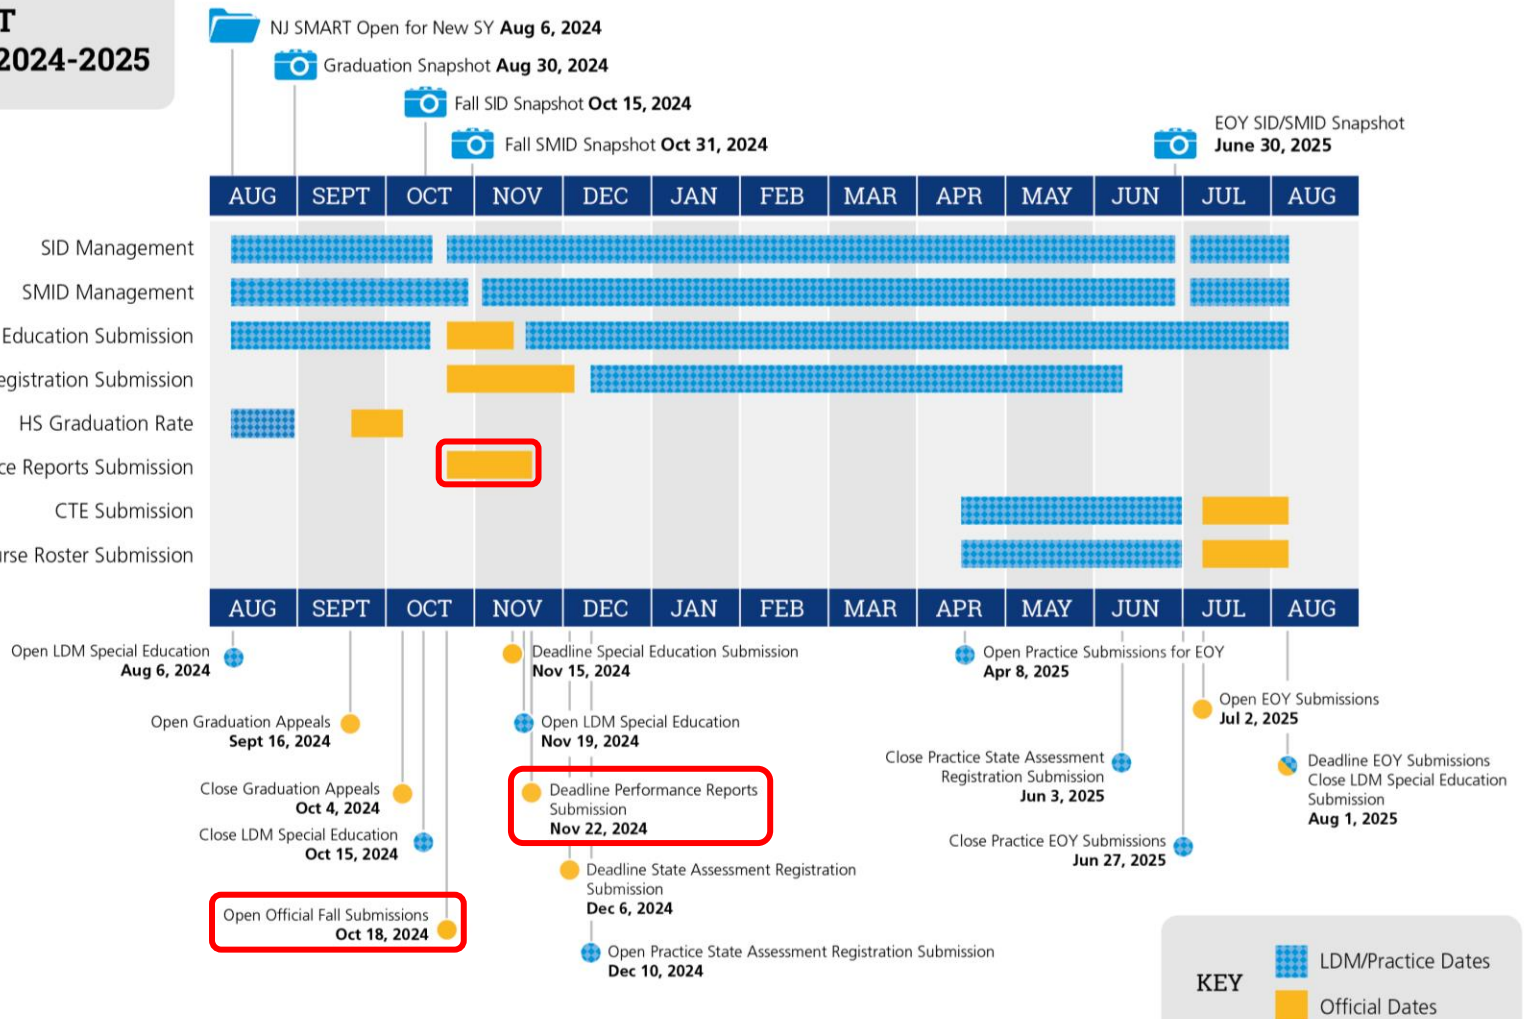 T
2024-2025
NJ SMART Open for New SY Aug 6, 2024
Graduation Snapshot Aug 30, 2024
Fall SID Snapshot Oct 15, 2024
Fall SMID Snapshot Oct 31, 2024
EOY SID/SMID Snapshot
June 30, 2025
AUG SEPT OCT NOV DEC JAN FEB MAR APR MAY JUN JUL AUG
SID Management
SMID Management
Education Submission
egistration Submission
HS Graduation Rate
ce Reports Submission
CTE Submission
urse Roster Submission
AUG SEPT OCT NOV DEC JAN FEB MAR APR MAY JUN JUL AUG
Open LDM Special Education
Aug 6, 2024
Open Graduation Appeals
Sept 16, 2024
Close Graduation Appeals
Oct 4, 2024
Close LDM Special Education
Oct 15, 2024
Open Official Fall Submissions
Oct 18, 2024
Deadline Special Education Submission
Nov 15, 2024
Open LDM Special Education
Nov 19, 2024
Deadline Performance Reports
Submission
Nov 22, 2024
Deadline State Assessment Registration
Submission
Dec 6, 2024
Open Practice State Assessment Registration Submission
Dec 10, 2024
Open Practice Submissions for EOY
Apr 8, 2025
Close Practice State Assessment
Registration Submission
Jun 3, 2025
Close Practice EOY Submissions
Jun 27, 2025
Open EOY Submissions
Jul 2, 2025
Deadline EOY Submissions
Close LDM Special Education
Submission
Aug 1, 2025
KEY
LDM/Practice Dates
Official Dates